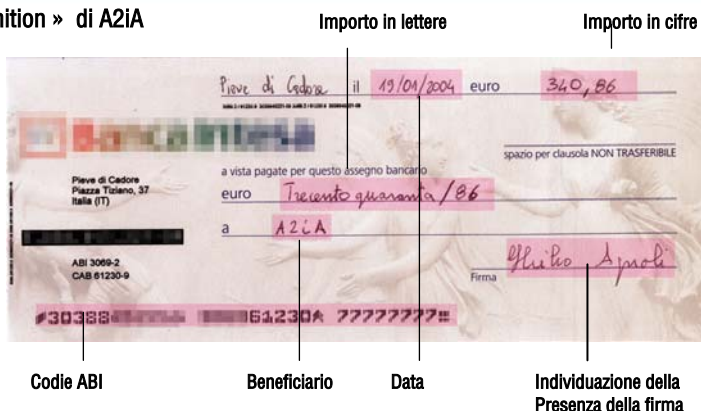 nition » di A2iA
Importo in lettere
Importo in cifre
Pieve di Cadore il 19/01/2004 euro 340,86
Banca Intesa
spazio per clausola NON TRASFERIBILE
a vista pagate per questo assegno bancario
Pieve di Cadore
Piazza Tiziano, 37
Italia (IT)
euro Trecento quaranta/86
a A2iA
ABI 3069-2
CAB 61230-9
Firma
30388 61230A 77777777
Codie ABI
Beneficiario
Data
Individuazione della
Presenza della firma